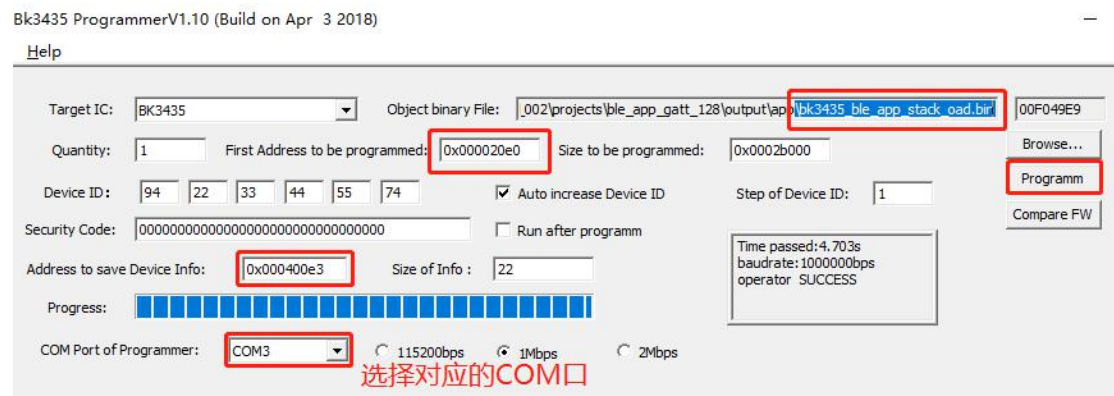 Bk3435 ProgrammerV1.10 (Build on Apr 3 2018)
Help
Target IC: BK3435 Object binary File: _002\projects\ble_app_gatt_128\output\app\bk3435_ble_app_stack_oad.bin 00F049E9
Quantity: 1 First Address to be programmed: 0x000020e0 Size to be programmed: 0x0002b000 Browse...
Device ID: 94 22 33 44 55 74 Auto increase Device ID Step of Device ID: 1 Programm
Security Code: 00000000000000000000000000000000 Run after programm Compare FW
Time passed:4.703s
baudrate:1000000bps
operator SUCCESS
Address to save Device Info: 0x000400e3 Size of Info : 22
Progress:
COM Port of Programmer: COM3 115200bps 1Mbps 2Mbps
选择对应的COM口